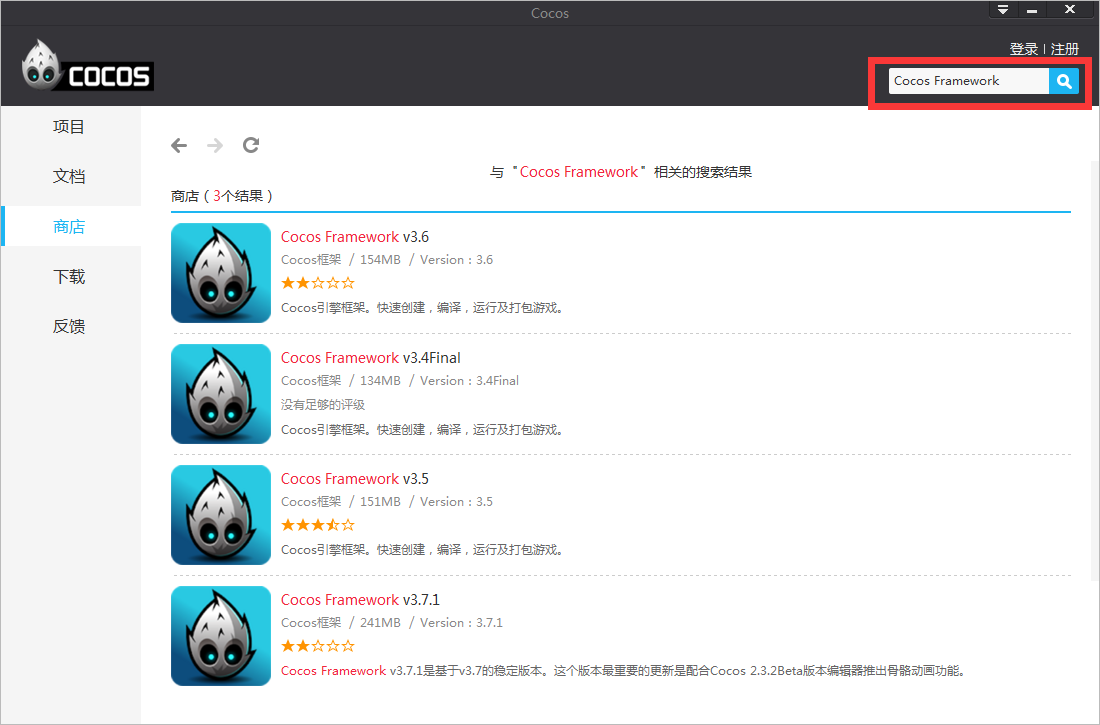 Cocos
COCOS
登录 | 注册
Cocos Framework
项目
文档
商店
下载
反馈
与 "Cocos Framework" 相关的搜索结果
商店 ( 3个结果 )
Cocos Framework v3.6
Cocos框架 / 154MB / Version : 3.6
Cocos引擎框架。快速创建，编译，运行及打包游戏。
Cocos Framework v3.4Final
Cocos框架 / 134MB / Version : 3.4Final
没有足够的评级
Cocos引擎框架。快速创建，编译，运行及打包游戏。
Cocos Framework v3.5
Cocos框架 / 151MB / Version : 3.5
Cocos引擎框架。快速创建，编译，运行及打包游戏。
Cocos Framework v3.7.1
Cocos框架 / 241MB / Version : 3.7.1
Cocos Framework v3.7.1是基于v3.7的稳定版本。这个版本最重要的更新是配合Cocos 2.3.2Beta版本编辑器推出骨骼动画功能。